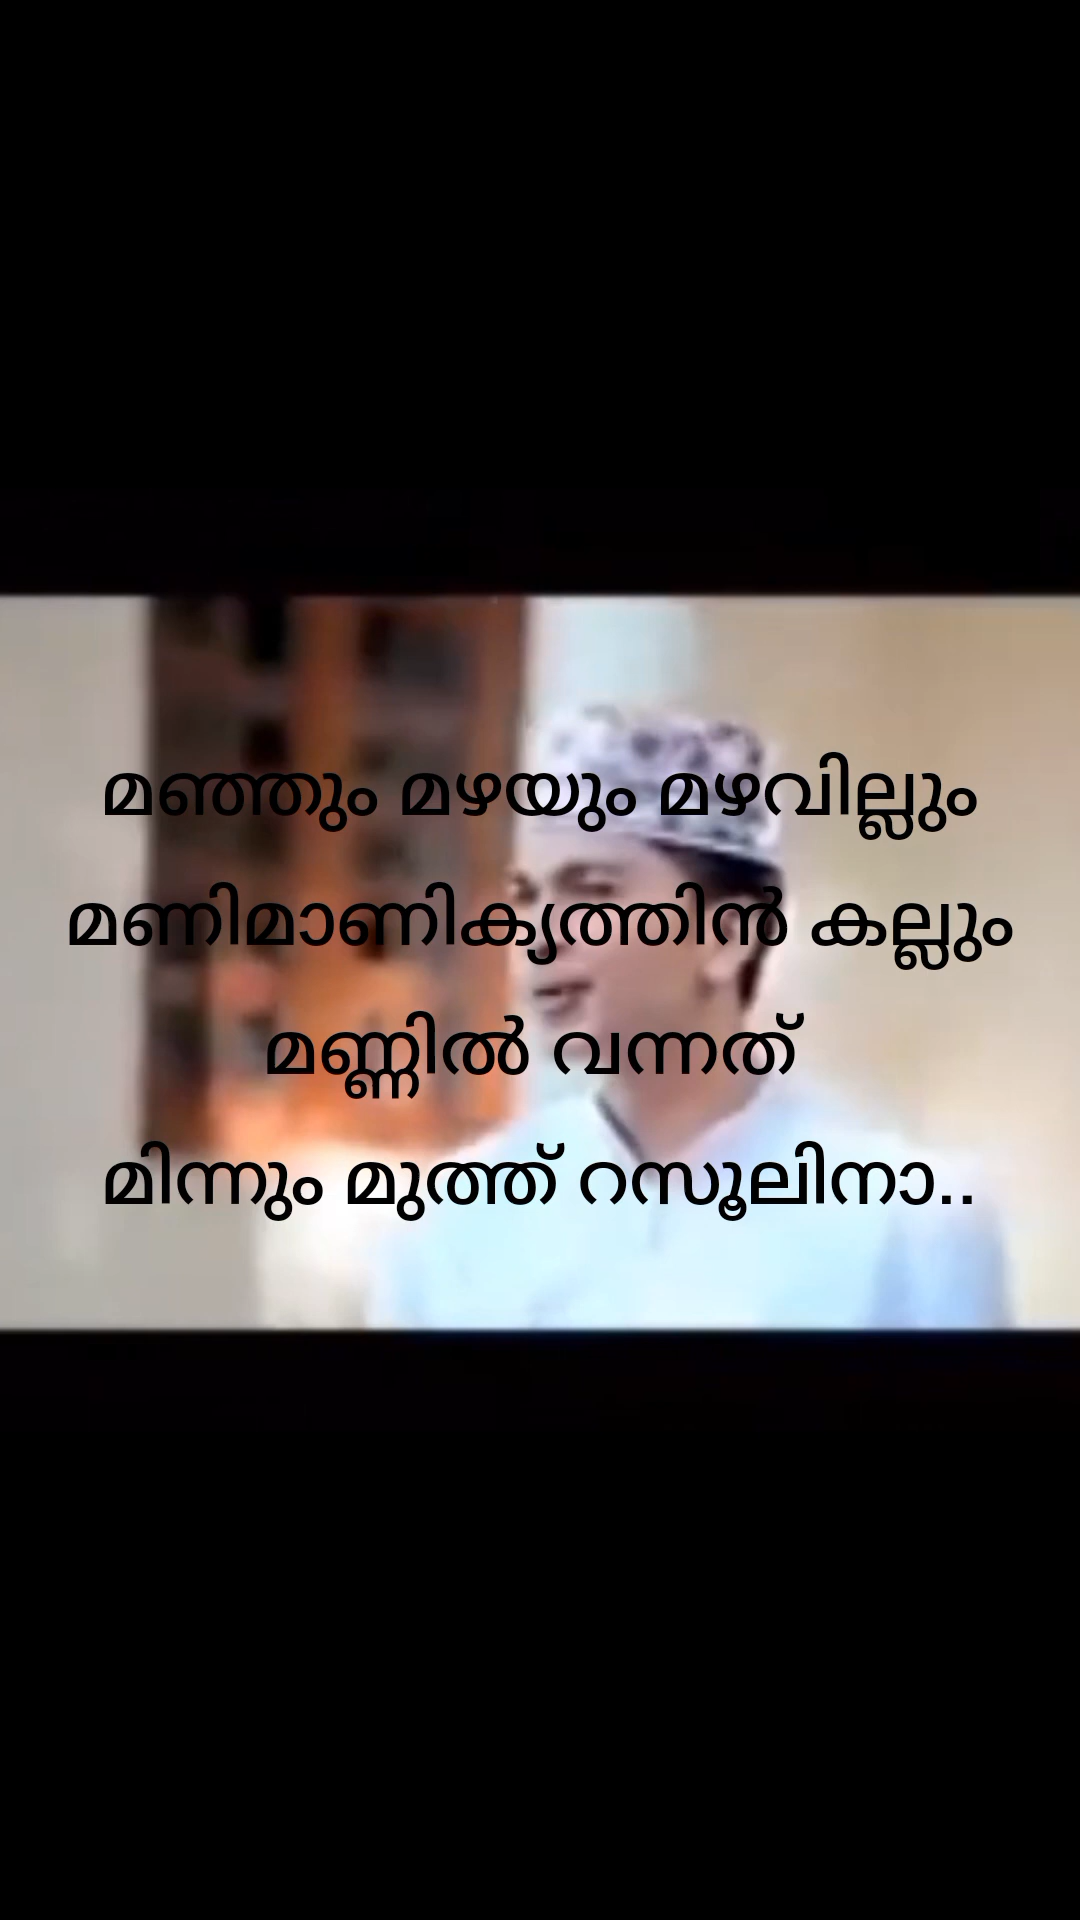 മഞ്ഞും മഴയും മഴവില്ലും
മണിമാണിക്യത്തിൻ കല്ലും
മണ്ണിൽ വന്നത്
മിന്നും മുത്ത് റസൂലിനാ..